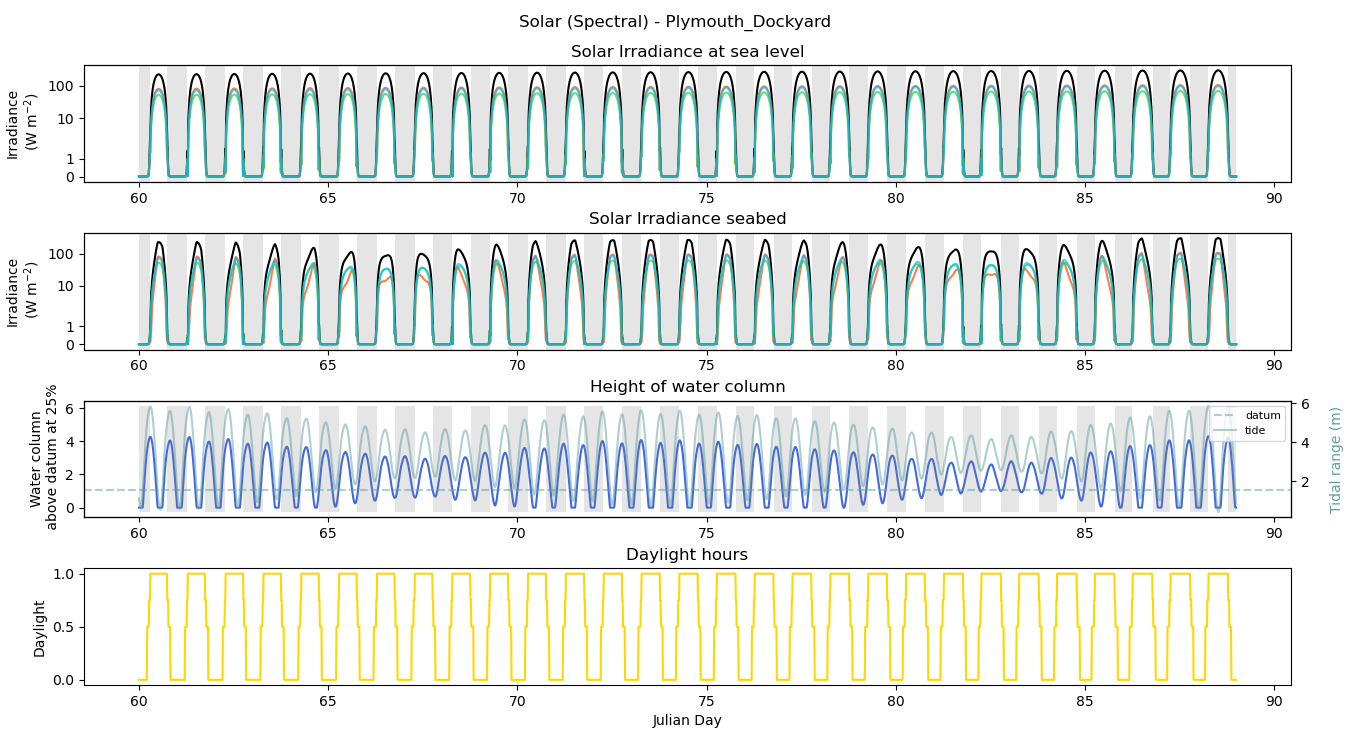 Solar (Spectral) - Plymouth_Dockyard
Solar Irradiance at sea level
Irradiance
(W m⁻²)
100
10
1
0
60 65 70 75 80 85 90
Solar Irradiance seabed
Irradiance
(W m⁻²)
100
10
1
0
60 65 70 75 80 85 90
Height of water column
Water column
above datum at 25%
6
4
2
0
datum
tide
6
4
2
Tidal range (m)
60 65 70 75 80 85 90
Daylight hours
Daylight
1.0
0.5
0.0
60 65 70 75 80 85 90
Julian Day